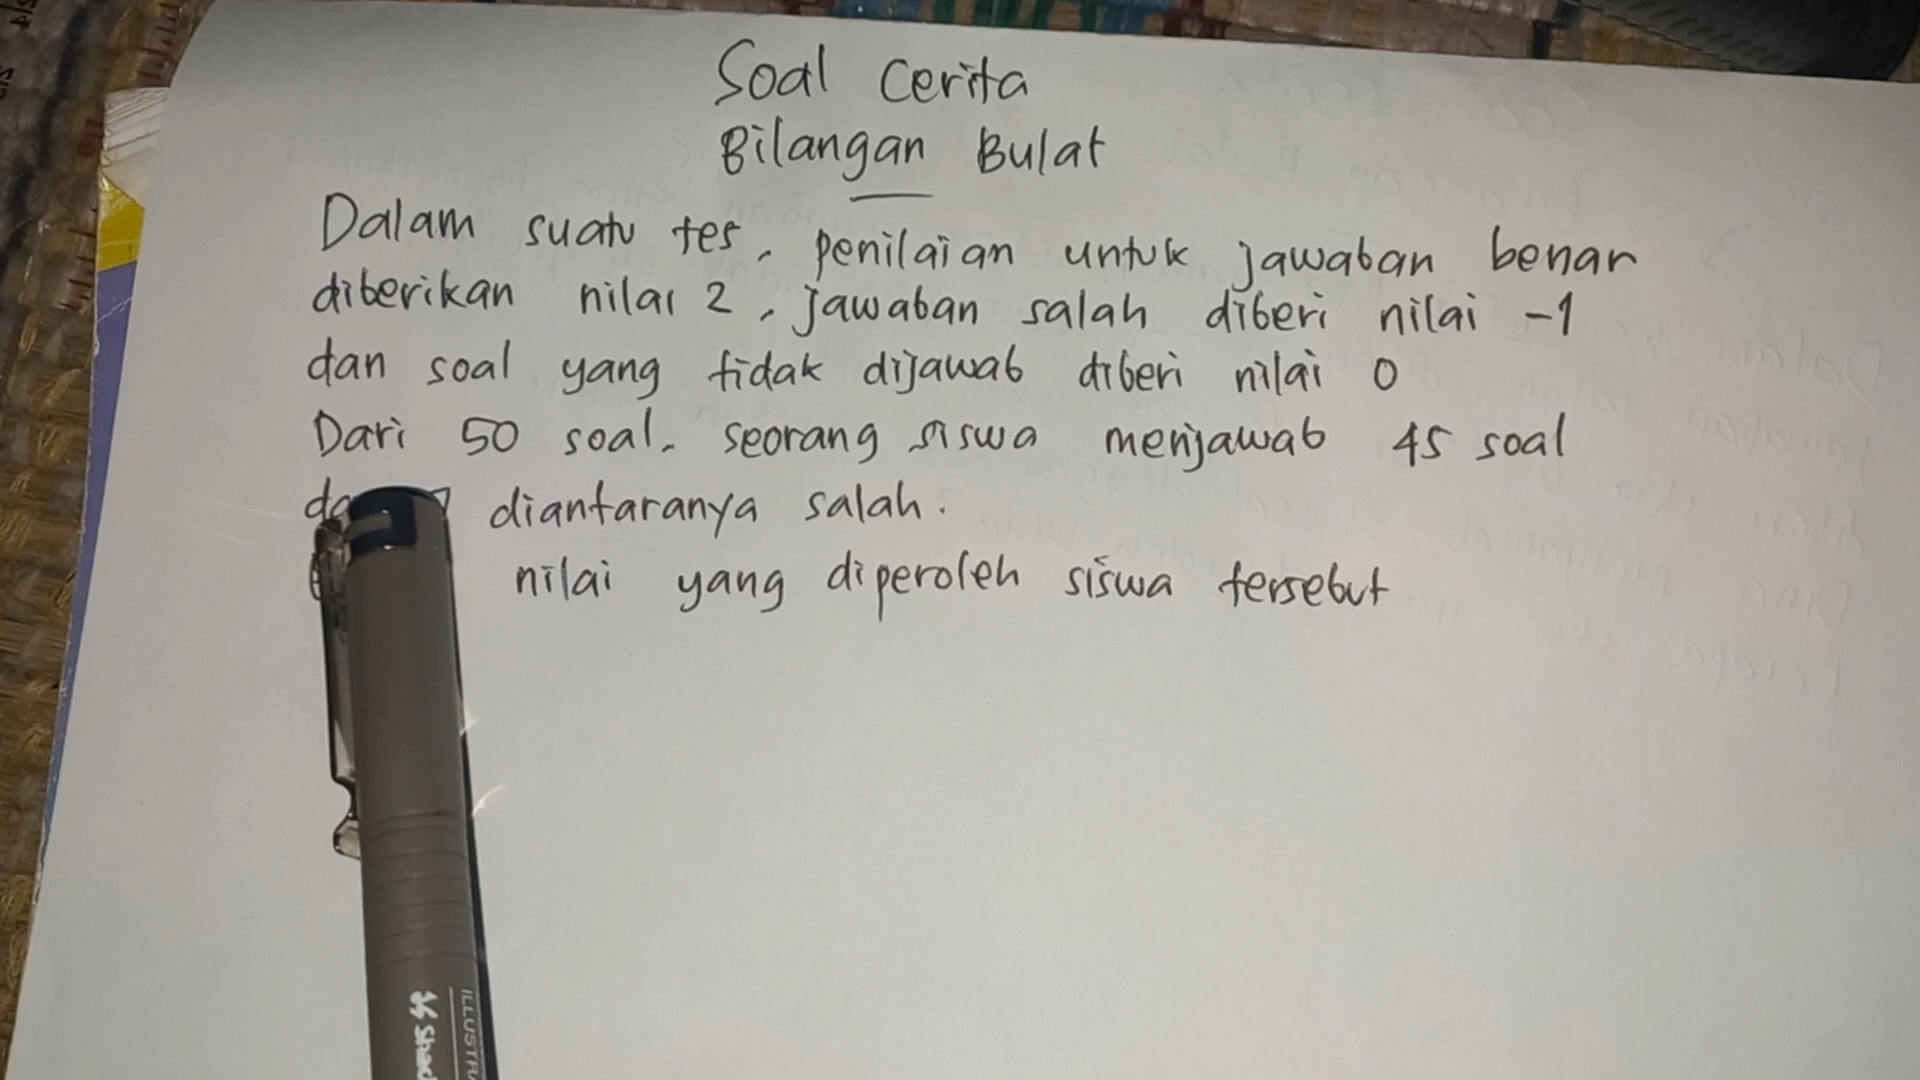 Soal Cerita
Bilangan Bulat
Dalam suatu tes, penilaian untuk jawaban benar
diberikan nilai 2, jawaban salah diberi nilai -1
dan soal yang tidak dijawab diberi nilai 0
Dari 50 soal, seorang siswa menjawab 45 soal
diantaranya salah.
nilai yang diperoleh siswa tersebut
ILLUSTRA
Shad